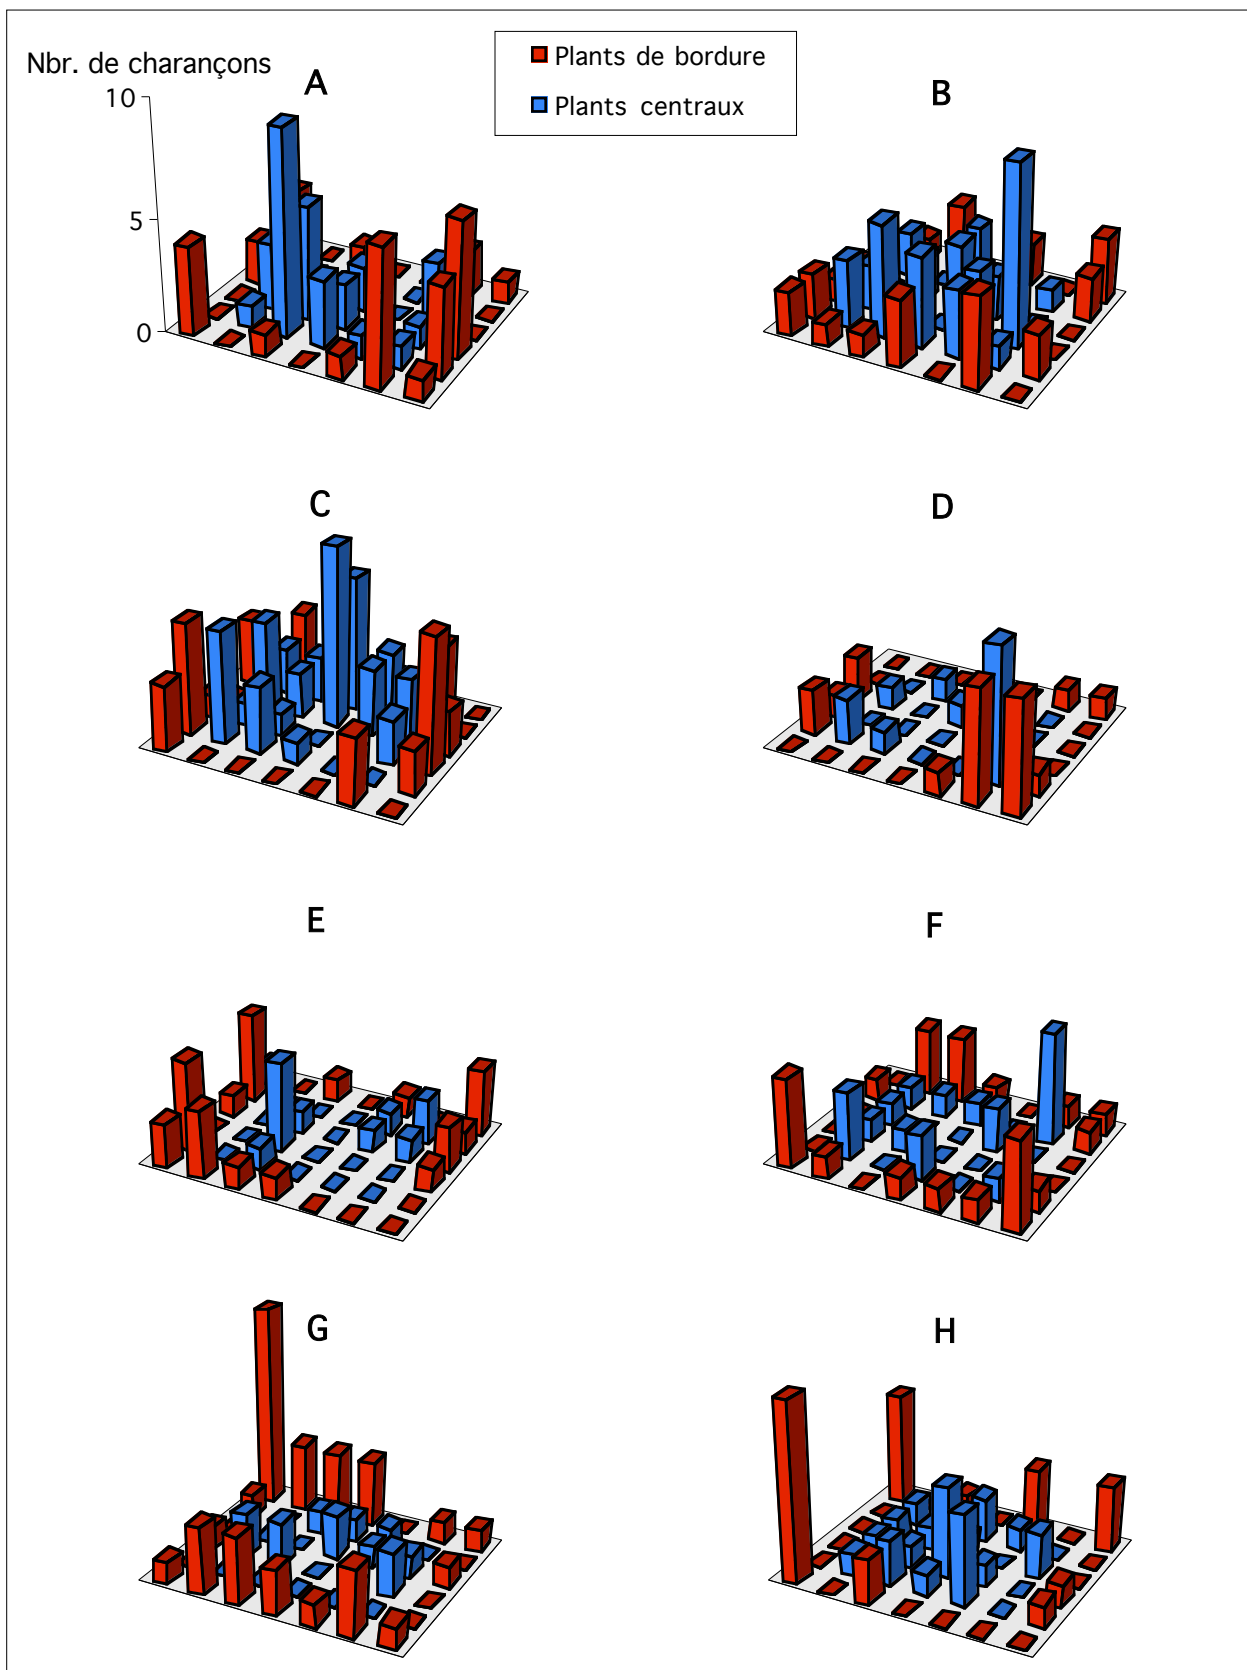 Nbr. de charançons
Plants de bordure
Plants centraux
A
B
10
5
0
C
D
E
F
G
H